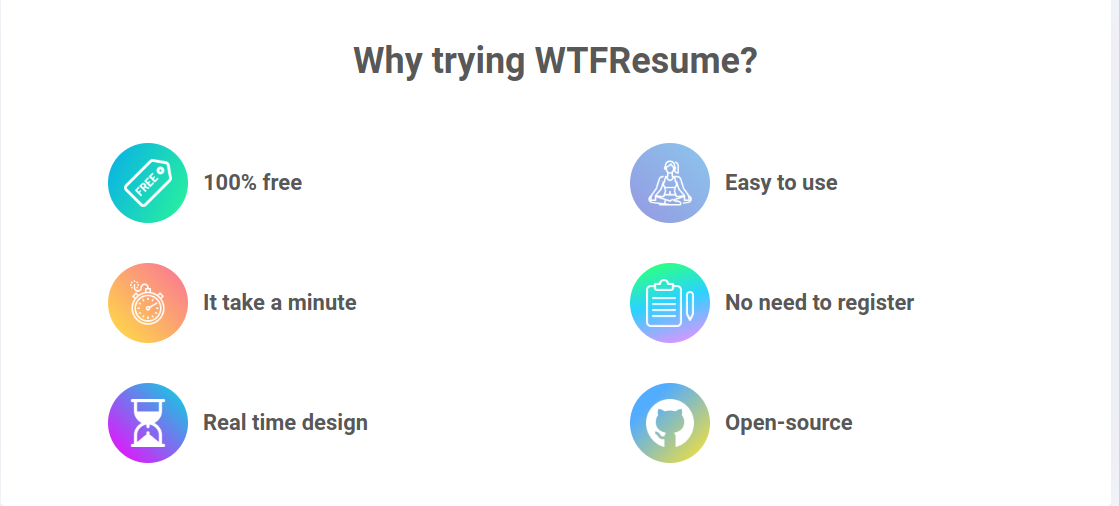 Why trying WTFResume?
FREE
100% free
Easy to use
It take a minute
No need to register
Real time design
Open-source